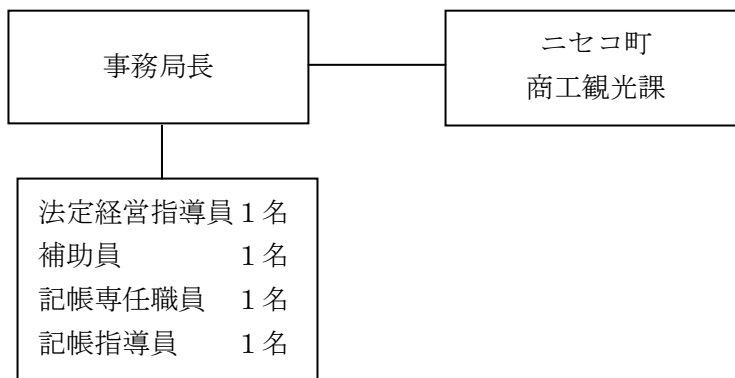 事務局長
ニセコ町
商工観光課
法定経営指導員１名
補助員　　　　１名
記帳専任職員　１名
記帳指導員　　１名